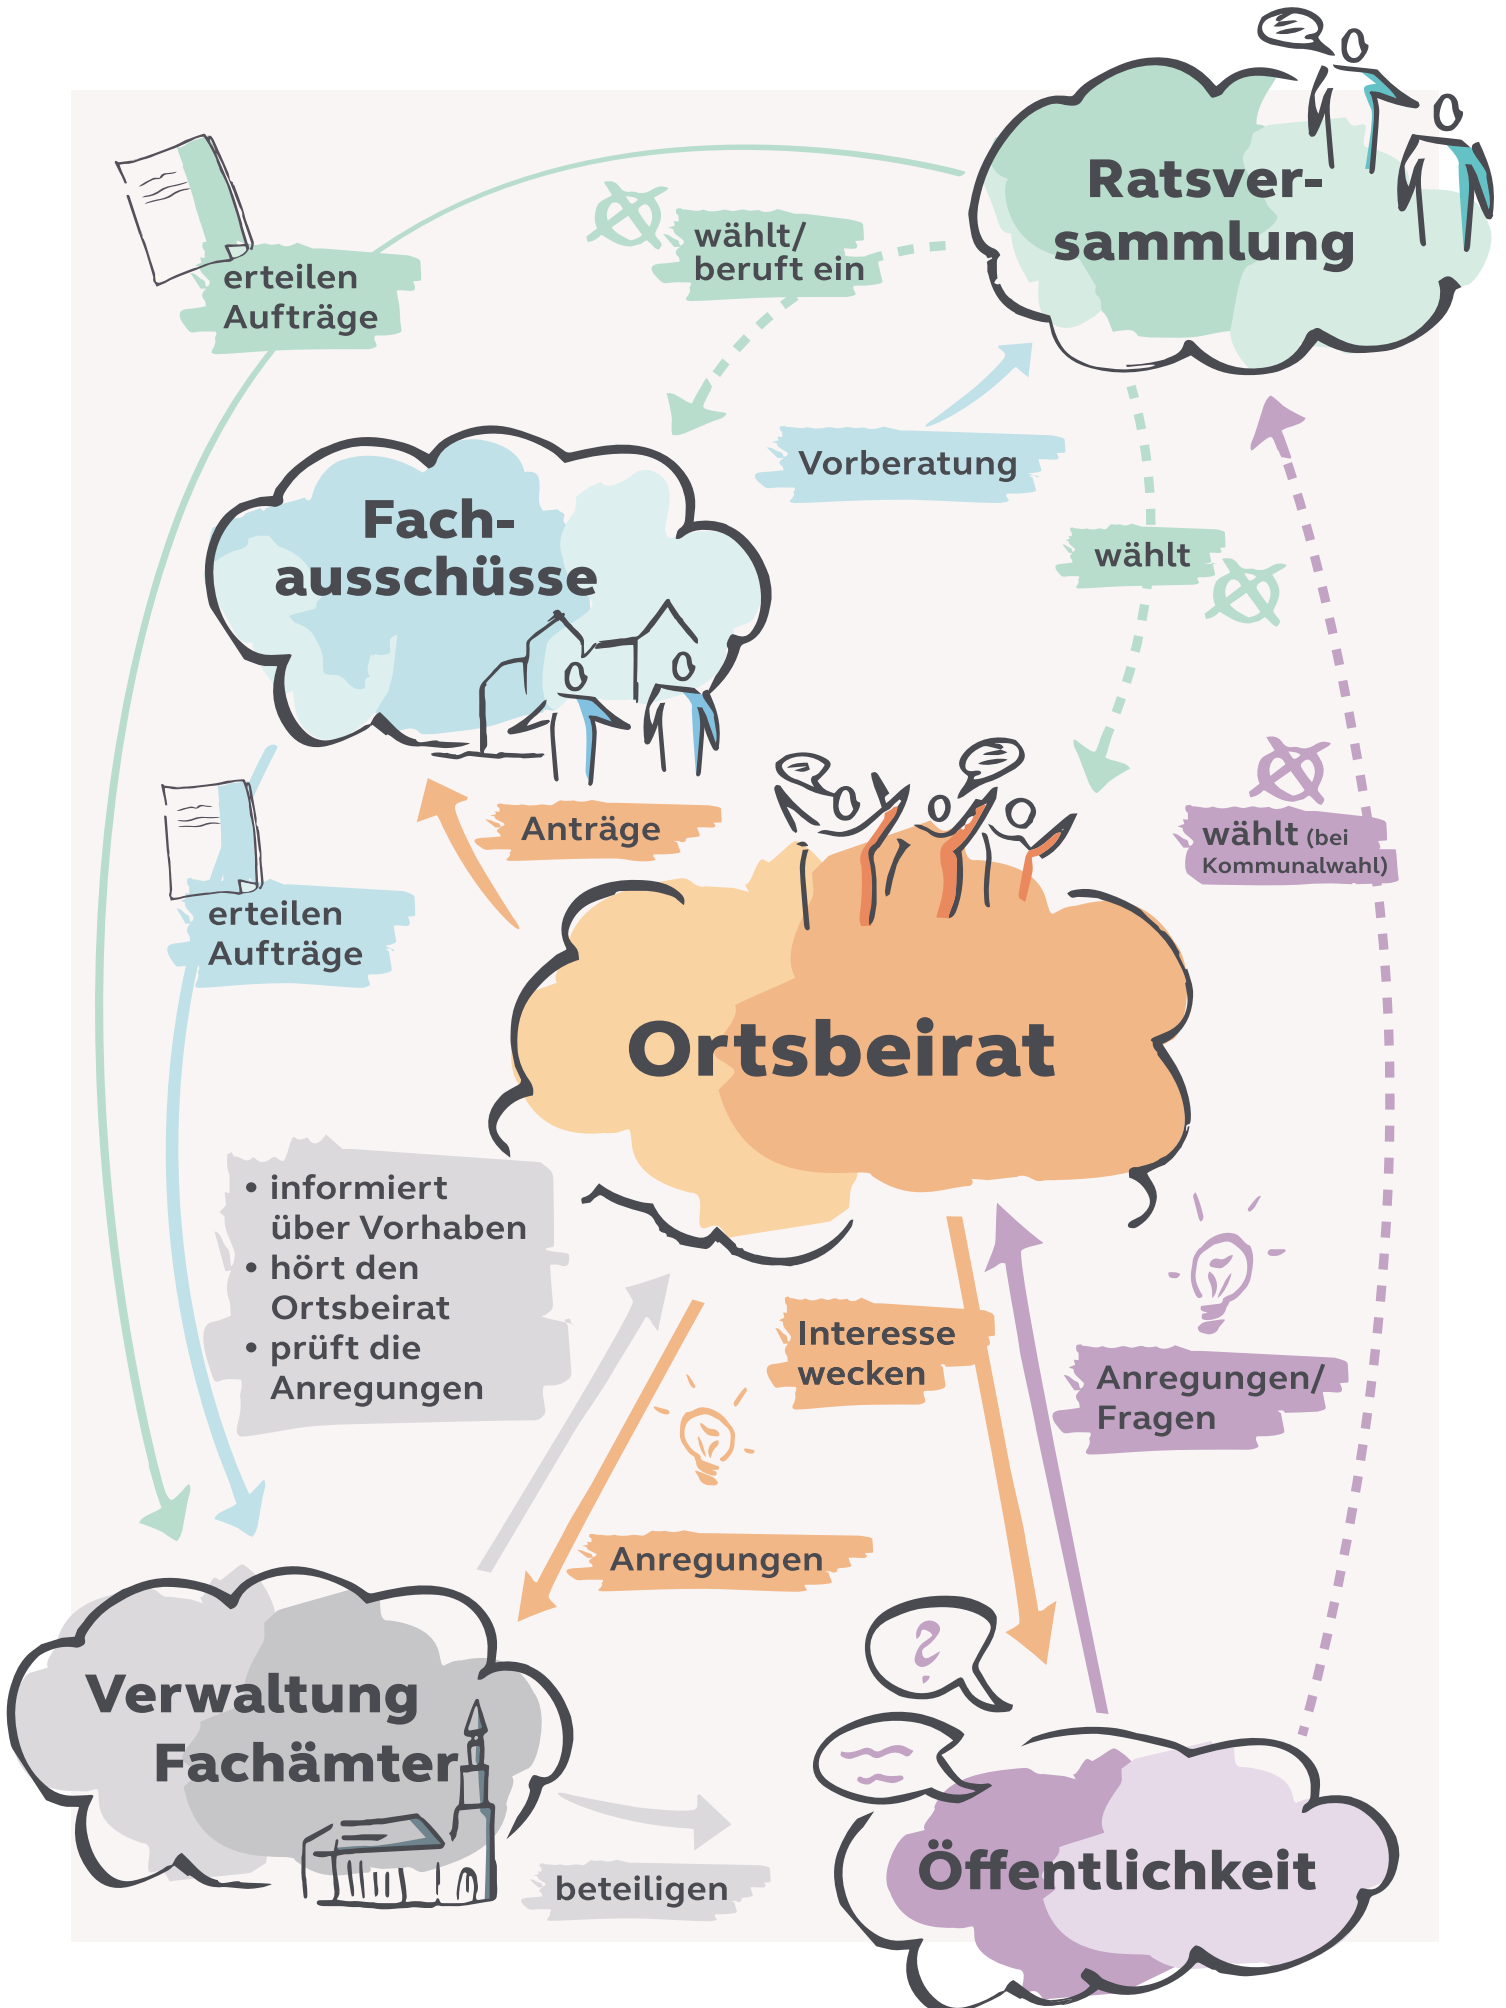 Ratsver-
sammlung
wählt/
beruft ein
erteilen
Aufträge
Vorberatung
wählt
Fach-
ausschüsse
Anträge
wählt (bei
Kommunalwahl)
erteilen
Aufträge
Ortsbeirat
• informiert
über Vorhaben
• hört den
Ortsbeirat
• prüft die
Anregungen
Interesse
wecken
Anregungen/
Fragen
Anregungen
?
Verwaltung
Fachämter
Öffentlichkeit
beteiligen